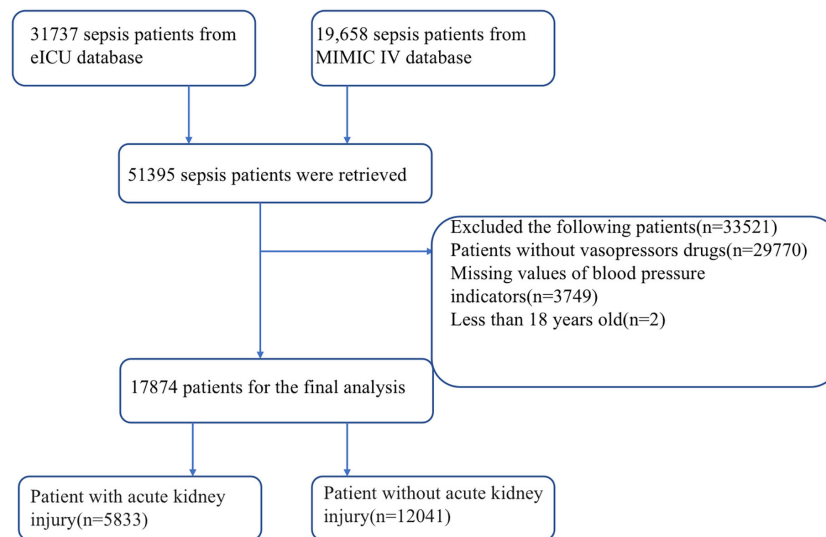 31737 sepsis patients from
eICU database
19,658 sepsis patients from
MIMIC IV database
51395 sepsis patients were retrieved
Excluded the following patients(n=33521)
Patients without vasopressors drugs(n=29770)
Missing values of blood pressure
indicators(n=3749)
Less than 18 years old(n=2)
17874 patients for the final analysis
Patient with acute kidney
injury(n=5833)
Patient without acute kidney
injury(n=12041)